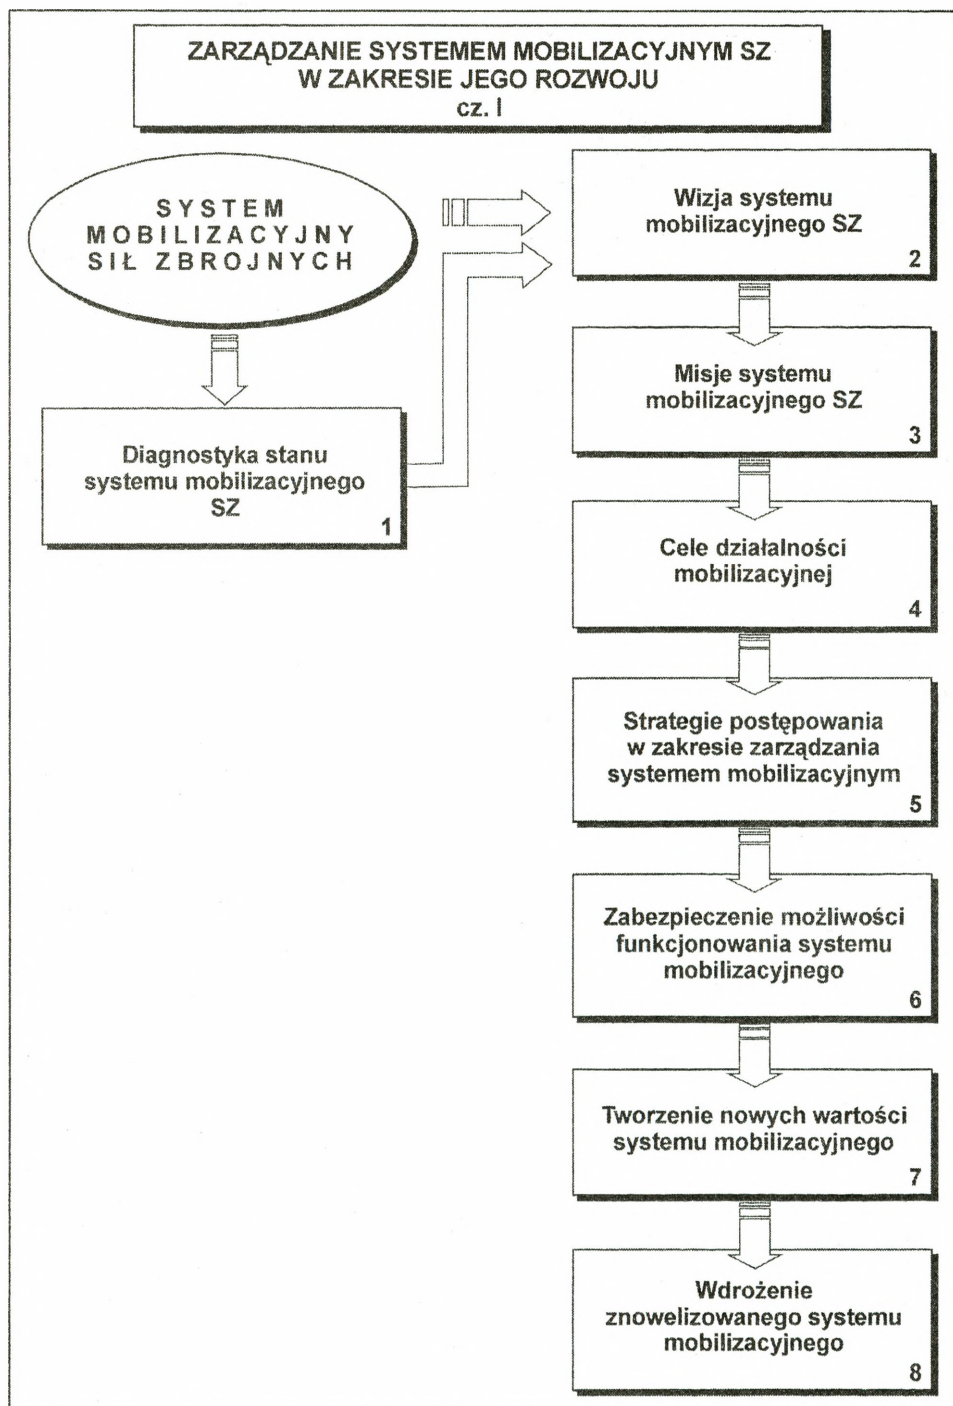 ZARZĄDZANIE SYSTEMEM MOBILIZACYJNYM SZ
W ZAKRESIE JEGO ROZWOJU
cz. I
SYSTEM
MOBILIZACYJNY
SIŁ ZBROJNYCH
Diagnostyka stanu
systemu mobilizacyjnego
SZ
1
Wizja systemu
mobilizacyjnego SZ
2
Misje systemu
mobilizacyjnego SZ
3
Cele działalności
mobilizacyjnej
4
Strategie postępowania
w zakresie zarządzania
systemem mobilizacyjnym
5
Zabezpieczenie możliwości
funkcjonowania systemu
mobilizacyjnego
6
Tworzenie nowych wartości
systemu mobilizacyjnego
7
Wdrożenie
znowelizowanego systemu
mobilizacyjnego
8